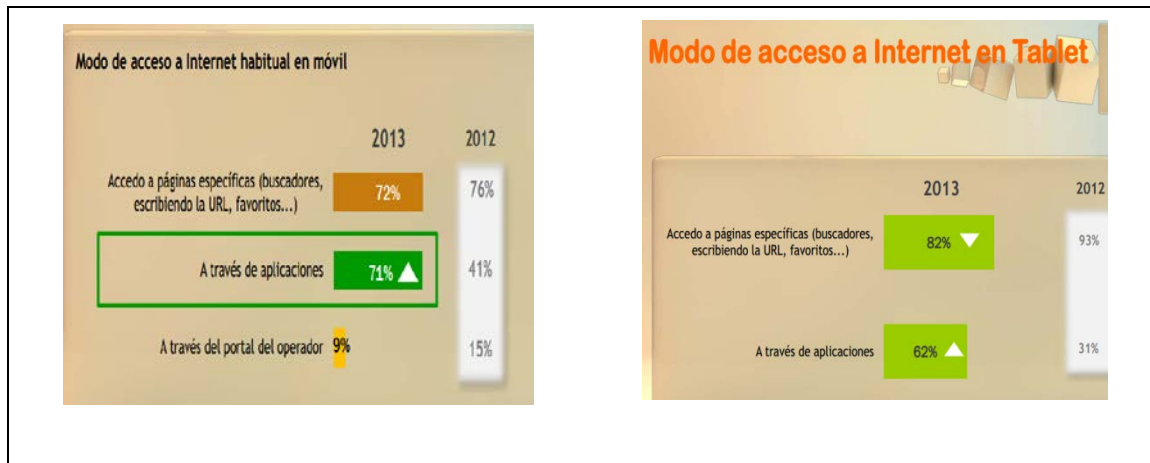 Modo de acceso a Internet habitual en móvil
2013 2012
Accedo a páginas específicas (buscadores,
escribiendo la URL, favoritos...) 72% 76%
A través de aplicaciones 71% 41%
A través del portal del operador 9% 15%
Modo de acceso a Internet en Tablet
2013 2012
Accedo a páginas específicas (buscadores,
escribiendo la URL, favoritos...) 82% 93%
A través de aplicaciones 62% 31%